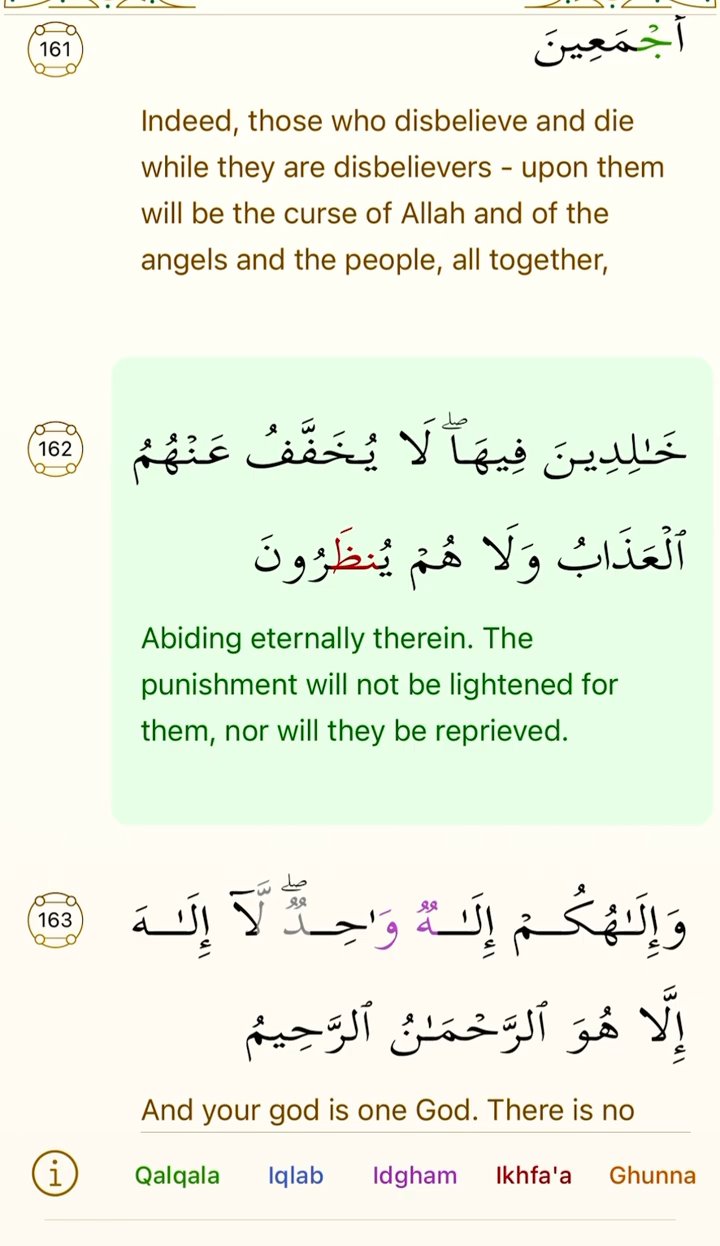 أَجْمَعِينَ
161
Indeed, those who disbelieve and die
while they are disbelievers - upon them
will be the curse of Allah and of the
angels and the people, all together,
162
خَـٰلِدِينَ فِيهَا ۖ لَا يُخَفَّفُ عَنْهُمُ
ٱلْعَذَابُ وَلَا هُمْ يُنظَرُونَ
Abiding eternally therein. The
punishment will not be lightened for
them, nor will they be reprieved.
163
وَإِلَـٰهُكُمْ إِلَـٰهٌ وَٰحِدٌ ۖ لَّآ إِلَـٰهَ
إِلَّا هُوَ ٱلرَّحْمَـٰنُ ٱلرَّحِيمُ
And your god is one God. There is no
i Qalqala Iqlab Idgham Ikhfa'a Ghunna